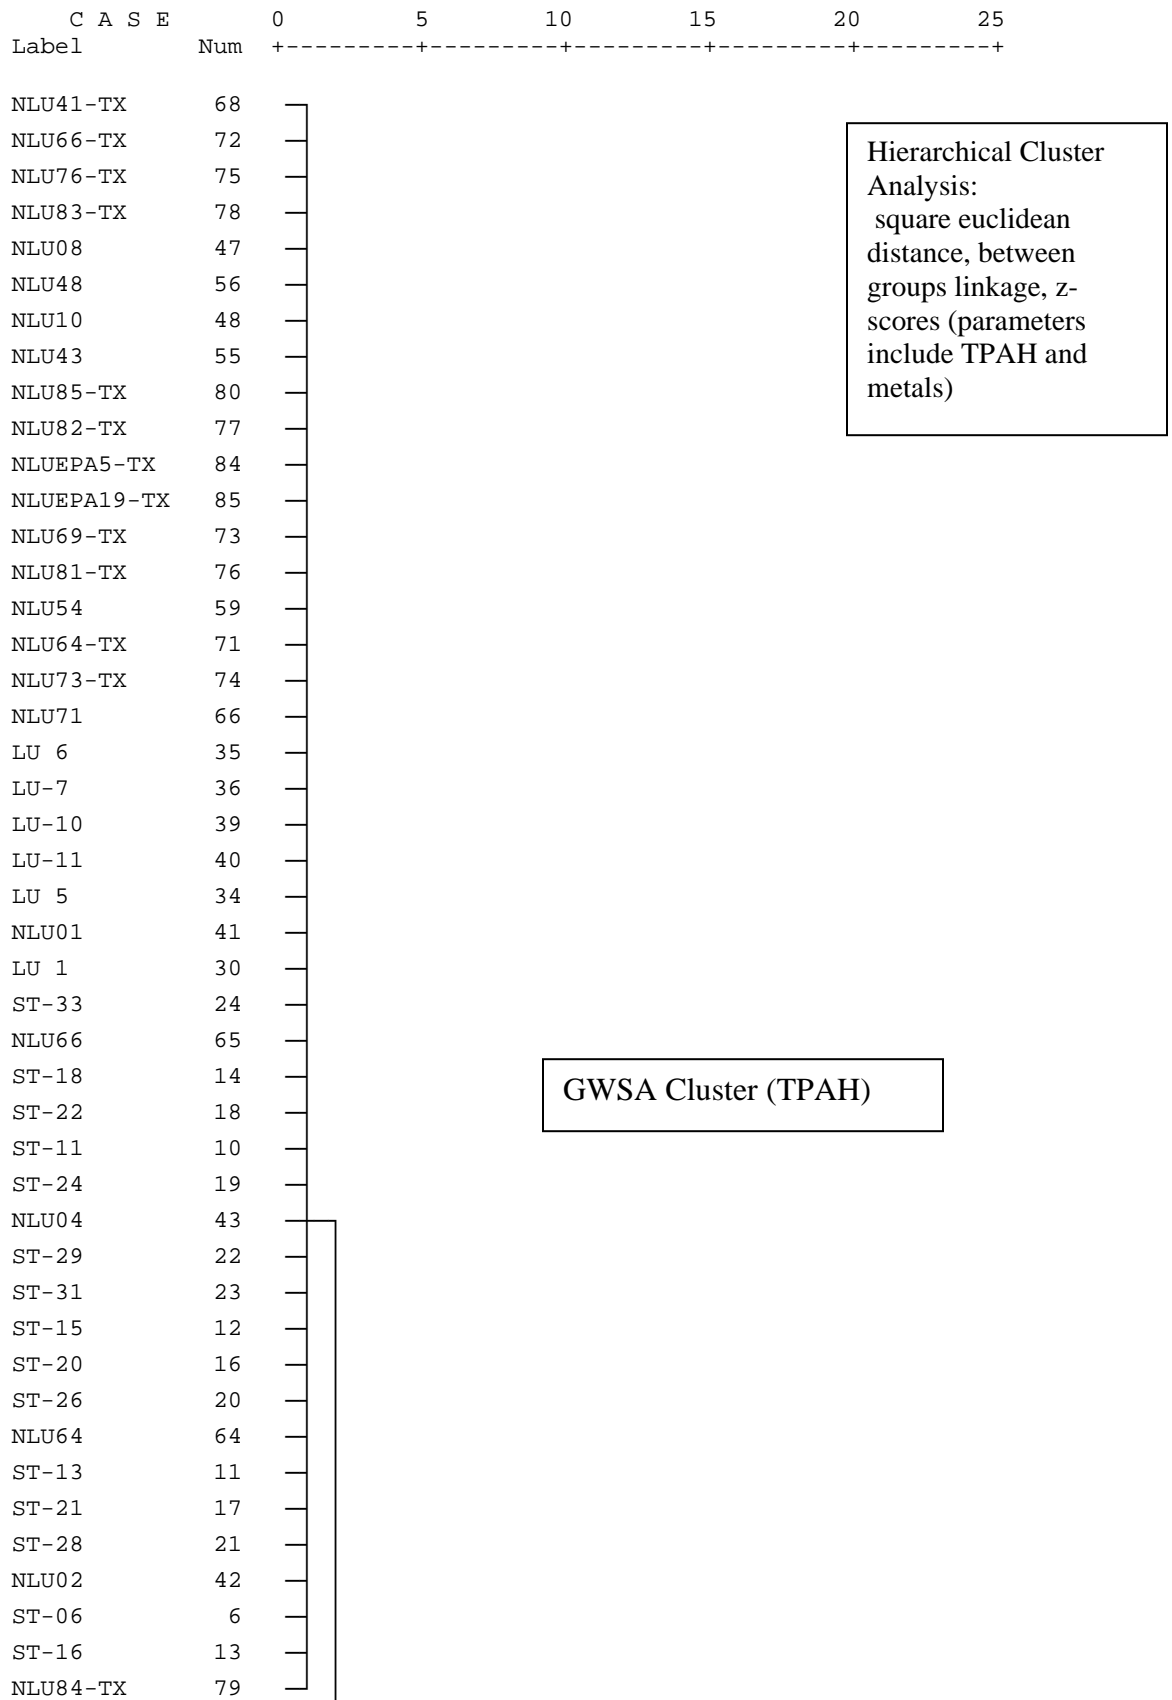 C A S E 0 5 10 15 20 25
Label Num +---------+---------+---------+---------+---------+
NLU41-TX 68
NLU66-TX 72
NLU76-TX 75
NLU83-TX 78
NLU08 47
NLU48 56
NLU10 48
NLU43 55
NLU85-TX 80
NLU82-TX 77
NLUEPA5-TX 84
NLUEPA19-TX 85
NLU69-TX 73
NLU81-TX 76
NLU54 59
NLU64-TX 71
NLU73-TX 74
NLU71 66
LU 6 35
LU-7 36
LU-10 39
LU-11 40
LU 5 34
NLU01 41
LU 1 30
ST-33 24
NLU66 65
ST-18 14
ST-22 18
ST-11 10
ST-24 19
NLU04 43
ST-29 22
ST-31 23
ST-15 12
ST-20 16
ST-26 20
NLU64 64
ST-13 11
ST-21 17
ST-28 21
NLU02 42
ST-06 6
ST-16 13
NLU84-TX 79
Hierarchical Cluster
Analysis:
square euclidean
distance, between
groups linkage, z-
scores (parameters
include TPAH and
metals)
GWSA Cluster (TPAH)